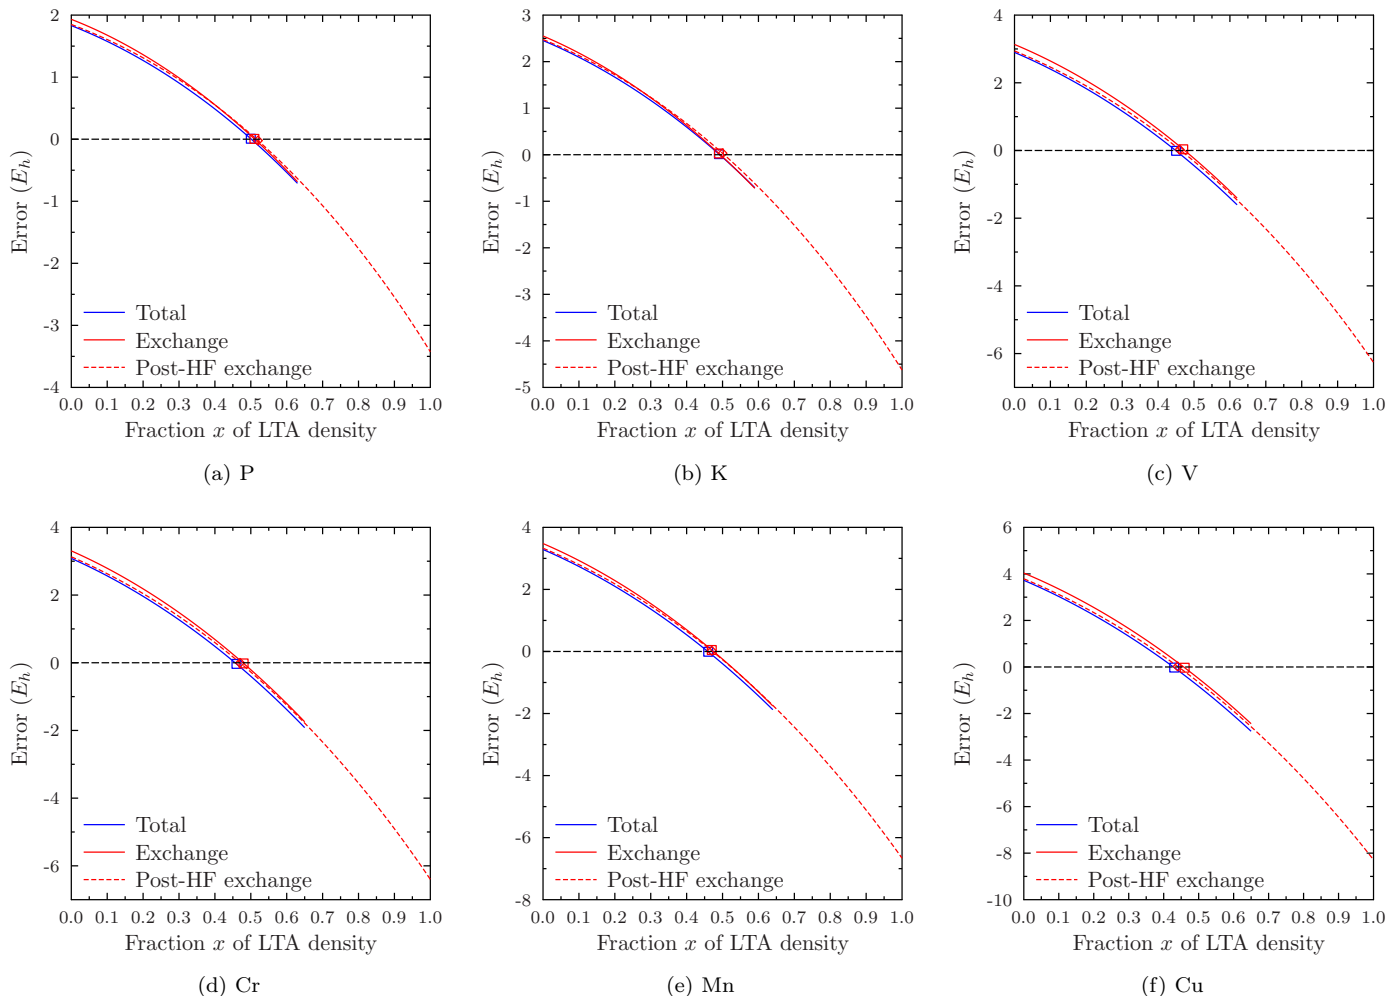 2
1
0
-1
-2
-3
-4
0.0 0.1 0.2 0.3 0.4 0.5 0.6 0.7 0.8 0.9 1.0
Error (E_h)
Fraction x of LTA density
Total
Exchange
Post-HF exchange
(a) P
3
2
1
0
-1
-2
-3
-4
-5
0.0 0.1 0.2 0.3 0.4 0.5 0.6 0.7 0.8 0.9 1.0
Error (E_h)
Fraction x of LTA density
Total
Exchange
Post-HF exchange
(b) K
4
2
0
-2
-4
-6
0.0 0.1 0.2 0.3 0.4 0.5 0.6 0.7 0.8 0.9 1.0
Error (E_h)
Fraction x of LTA density
Total
Exchange
Post-HF exchange
(c) V
4
2
0
-2
-4
-6
0.0 0.1 0.2 0.3 0.4 0.5 0.6 0.7 0.8 0.9 1.0
Error (E_h)
Fraction x of LTA density
Total
Exchange
Post-HF exchange
(d) Cr
4
2
0
-2
-4
-6
-8
0.0 0.1 0.2 0.3 0.4 0.5 0.6 0.7 0.8 0.9 1.0
Error (E_h)
Fraction x of LTA density
Total
Exchange
Post-HF exchange
(e) Mn
6
4
2
0
-2
-4
-6
-8
-10
0.0 0.1 0.2 0.3 0.4 0.5 0.6 0.7 0.8 0.9 1.0
Error (E_h)
Fraction x of LTA density
Total
Exchange
Post-HF exchange
(f) Cu